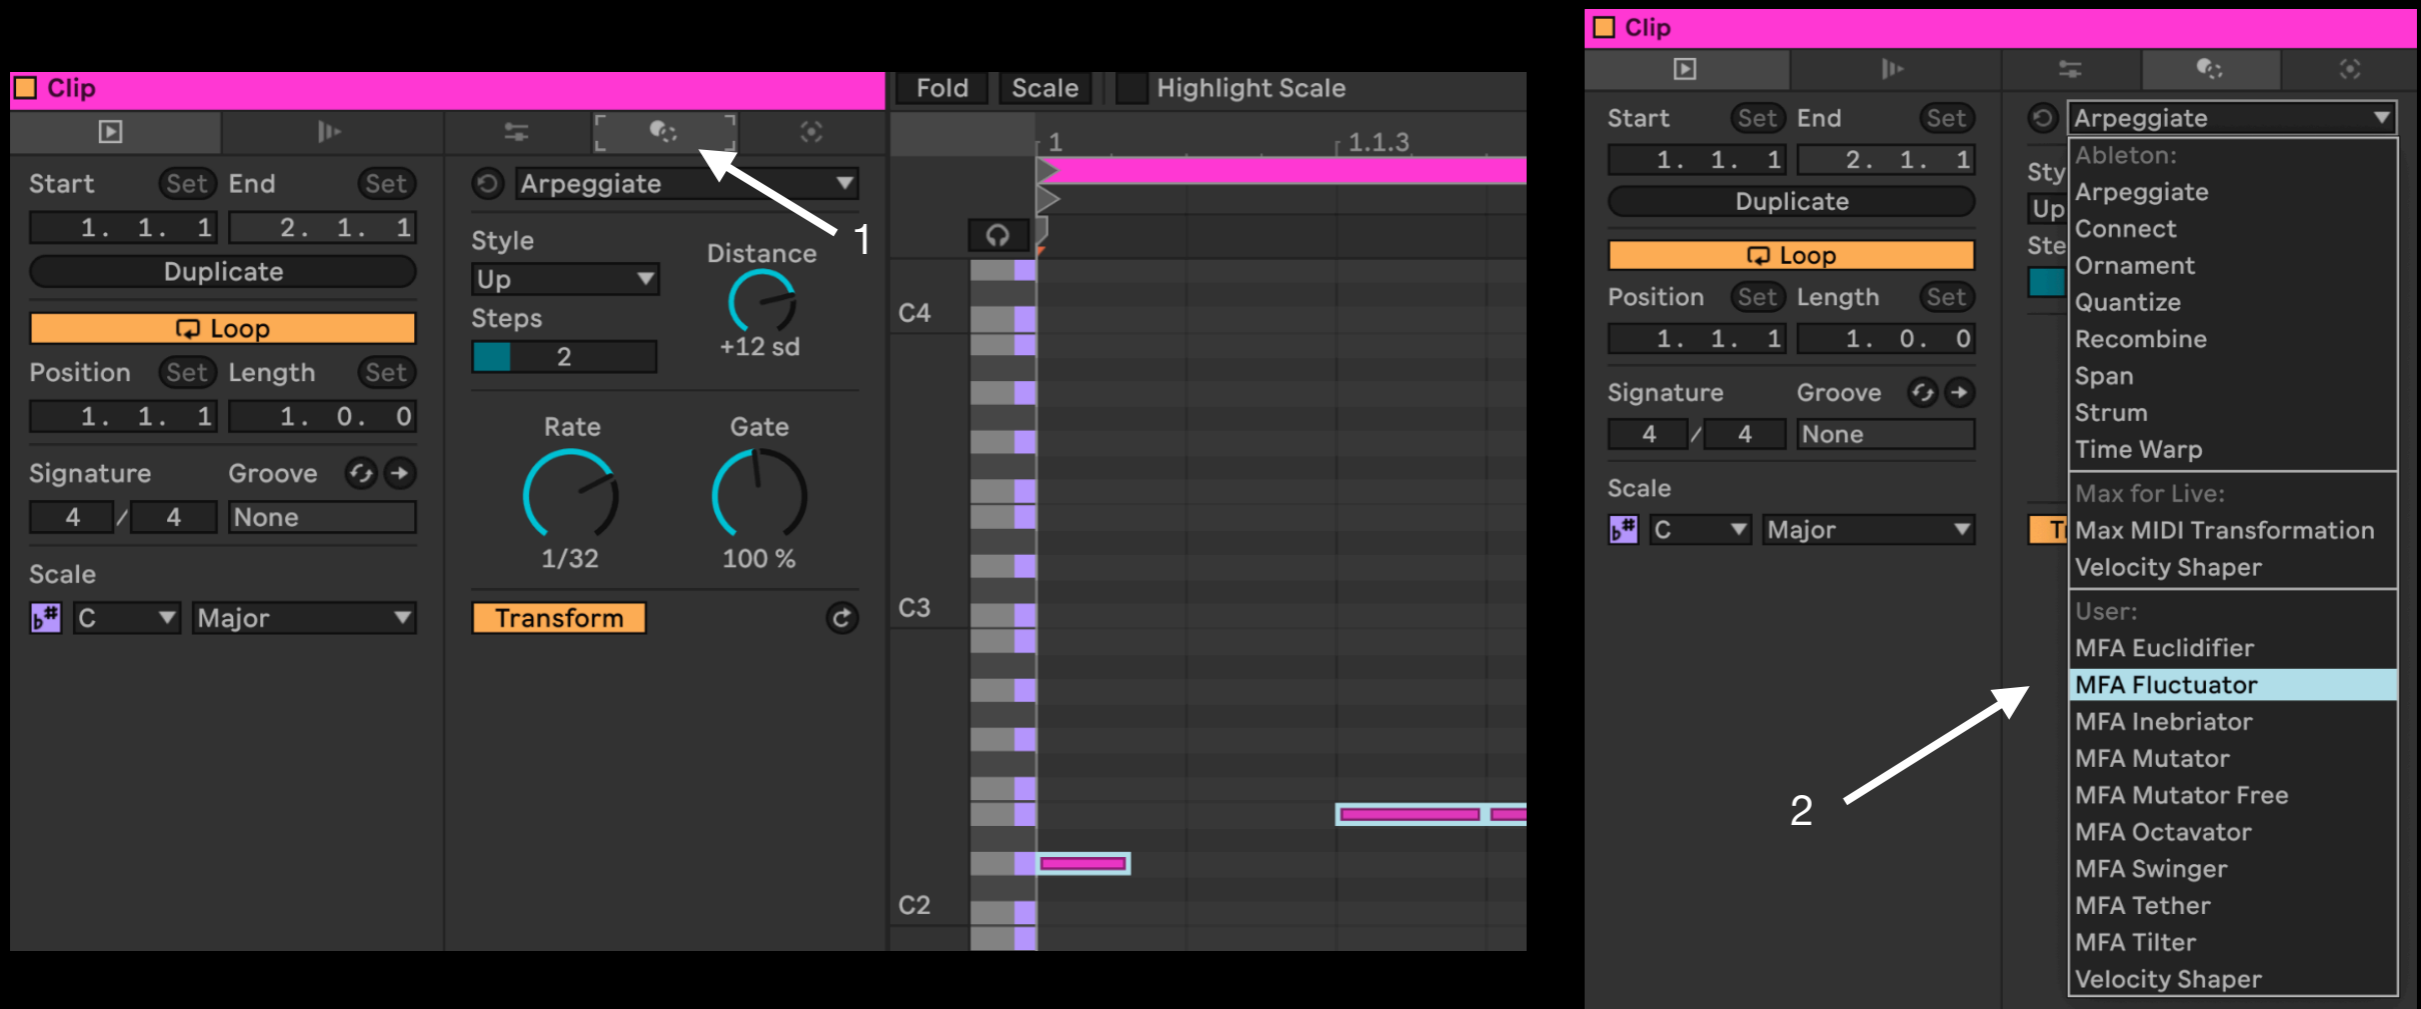 Clip
Start Set End Set
1. 1. 1 2. 1. 1
Duplicate
Loop
Position Set Length Set
1. 1. 1 1. 0. 0
Signature Groove
4 / 4 None
Scale
b# C Major
Arpeggiate
1
Style
Up
Distance
+12 sd
Steps
2
Rate Gate
1/32 100 %
Transform
Fold Scale Highlight Scale
1 1.1.3
C4
C3
C2
Clip
Start Set End Set
1. 1. 1 2. 1. 1
Duplicate
Loop
Position Set Length Set
1. 1. 1 1. 0. 0
Signature Groove
4 / 4 None
Scale
b# C Major
Arpeggiate
Sty
Up
Ste
T
Ableton:
Arpeggiate
Connect
Ornament
Quantize
Recombine
Span
Strum
Time Warp
Max for Live:
Max MIDI Transformation
Velocity Shaper
User:
MFA Euclidifier
MFA Fluctuator
MFA Inebriator
MFA Mutator
MFA Mutator Free
MFA Octavator
MFA Swinger
MFA Tether
MFA Tilter
Velocity Shaper
2